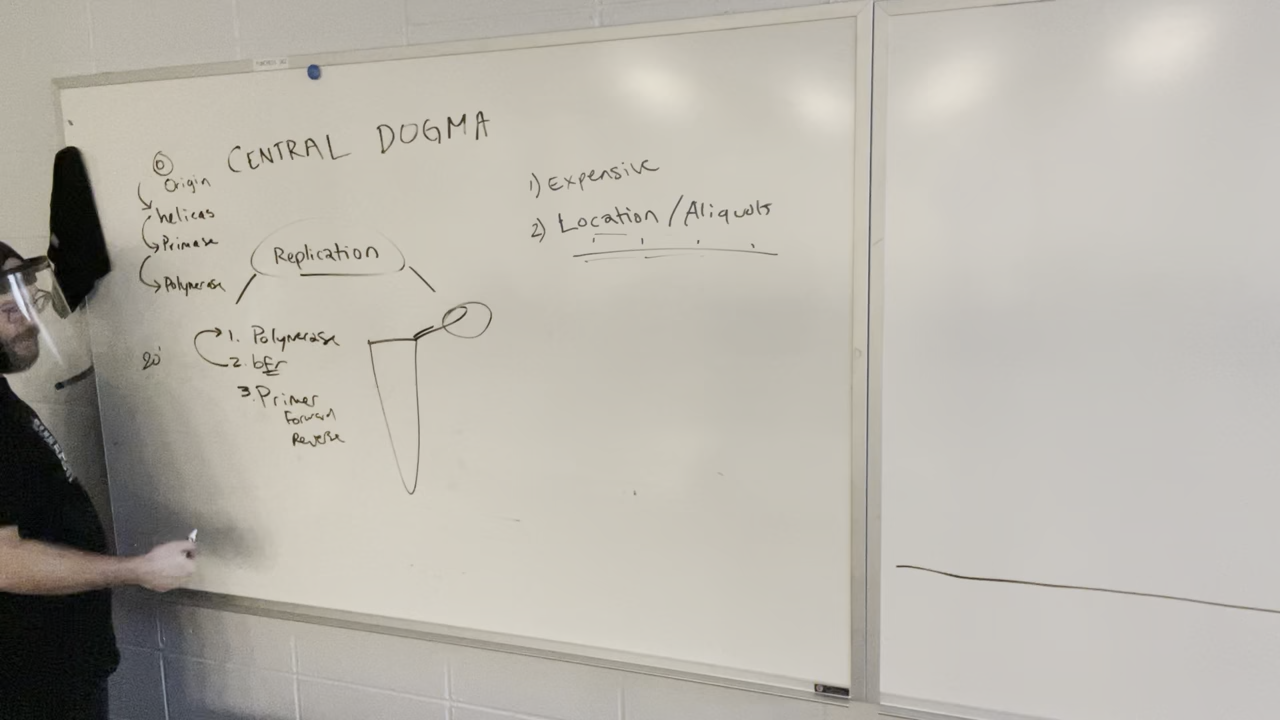 CENTRAL DOGMA
Origin
helicas
Primase
Polymerase
Replication
1. Polymerase
2. bfr
3. Primer
Forward
Reverse
20
1) Expensive
2) Location / Aliquots